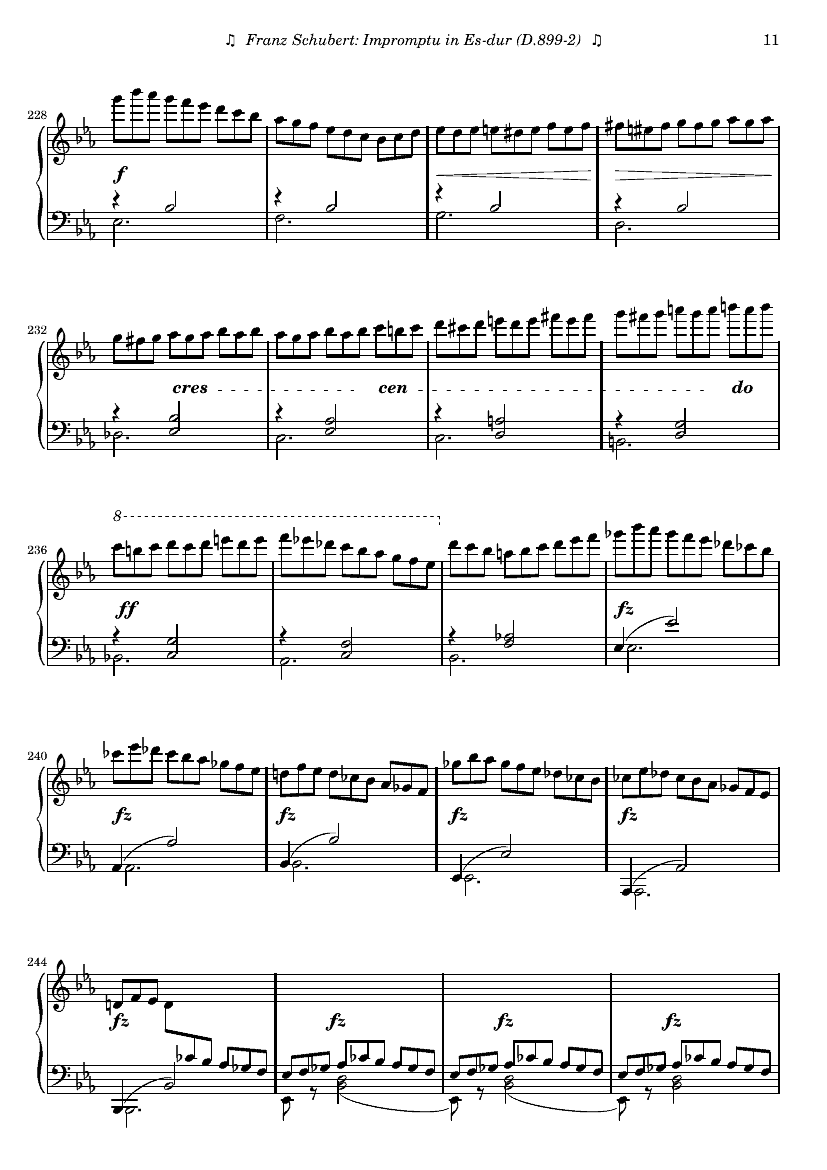 ♫ Franz Schubert: Impromptu in Es-dur (D.899-2) ♫ 11
228
f
232
cres cen do
8
236
ff fz
240
fz fz fz fz
244
fz fz fz fz